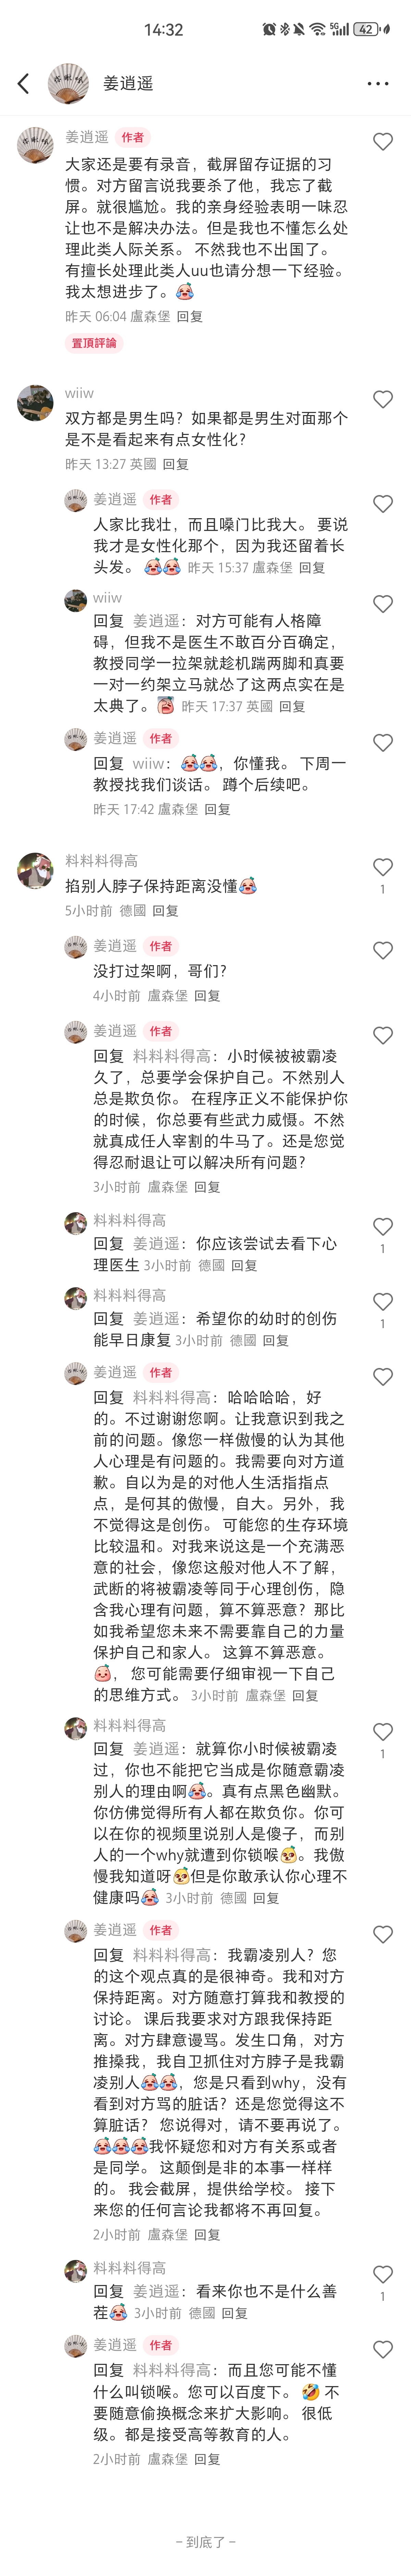 14:32
5G
42
姜逍遥
姜逍遥 作者
大家还是要有录音，截屏留存证据的习
惯。对方留言说我要杀了他，我忘了截
屏。就很尴尬。我的亲身经验表明一味忍
让也不是解决办法。但是我也不懂怎么处
理此类人际关系。 不然我也不出国了。
有擅长处理此类人uu也请分想一下经验。
我太想进步了。
昨天 06:04 盧森堡 回复
置頂評論
wiiw
双方都是男生吗？如果都是男生对面那个
是不是看起来有点女性化？
昨天 13:27 英國 回复
姜逍遥 作者
人家比我壮，而且嗓门比我大。 要说
我才是女性化那个，因为我还留着长
头发。 昨天 15:37 盧森堡 回复
wiiw
回复 姜逍遥：对方可能有人格障
碍，但我不是医生不敢百分百确定，
教授同学一拉架就趁机踹两脚和真要
一对一约架立马就怂了这两点实在是
太典了。 昨天 17:37 英國 回复
姜逍遥 作者
回复 wiiw： ，你懂我。 下周一
教授找我们谈话。 蹲个后续吧。
昨天 17:42 盧森堡 回复
料料料得高
掐别人脖子保持距离没懂
5小时前 德國 回复
1
姜逍遥 作者
没打过架啊，哥们？
4小时前 盧森堡 回复
姜逍遥 作者
回复 料料料得高：小时候被被霸凌
久了，总要学会保护自己。不然别人
总是欺负你。 在程序正义不能保护你
的时候，你总要有些武力威慑。不然
就真成任人宰割的牛马了。还是您觉
得忍耐退让可以解决所有问题？
3小时前 盧森堡 回复
料料料得高
回复 姜逍遥：你应该尝试去看下心
理医生 3小时前 德國 回复
1
料料料得高
回复 姜逍遥：希望你的幼时的创伤
能早日康复 3小时前 德國 回复
1
姜逍遥 作者
回复 料料料得高：哈哈哈哈，好
的。不过谢谢您啊。让我意识到我之
前的问题。像您一样傲慢的认为其他
人心理是有问题的。我需要向对方道
歉。自以为是的对他人生活指指点
点，是何其的傲慢，自大。另外，我
不觉得这是创伤。 可能您的生存环境
比较温和。对我来说这是一个充满恶
意的社会，像您这般对他人不了解，
武断的将被霸凌等同于心理创伤，隐
含我心理有问题，算不算恶意？那比
如我希望您未来不需要靠自己的力量
保护自己和家人。 这算不算恶意。
， 您可能需要仔细审视一下自己
的思维方式。 3小时前 盧森堡 回复
料料料得高
回复 姜逍遥：就算你小时候被霸凌
过，你也不能把它当成是你随意霸凌
别人的理由啊。真有点黑色幽默。
你仿佛觉得所有人都在欺负你。你可
以在你的视频里说别人是傻子，而别
人的一个why就遭到你锁喉。我傲
慢我知道呀但是你敢承认你心理不
健康吗 3小时前 德國 回复
1
姜逍遥 作者
回复 料料料得高：我霸凌别人？您
的这个观点真的是很神奇。我和对方
保持距离。对方随意打算我和教授的
讨论。 课后我要求对方跟我保持距
离。对方肆意谩骂。发生口角，对方
推搡我，我自卫抓住对方脖子是我霸
凌别人，您是只看到why，没有
看到对方骂的脏话？还是您觉得这不
算脏话？ 您说得对，请不要再说了。
我怀疑您和对方有关系或者
是同学。 这颠倒是非的本事一样样
的。 我会截屏，提供给学校。 接下
来您的任何言论我都将不再回复。
2小时前 盧森堡 回复
料料料得高
回复 姜逍遥：看来你也不是什么善
茬 3小时前 德國 回复
1
姜逍遥 作者
回复 料料料得高：而且您可能不懂
什么叫锁喉。您可以百度下。 不
要随意偷换概念来扩大影响。 很低
级。都是接受高等教育的人。
2小时前 盧森堡 回复
- 到底了 -